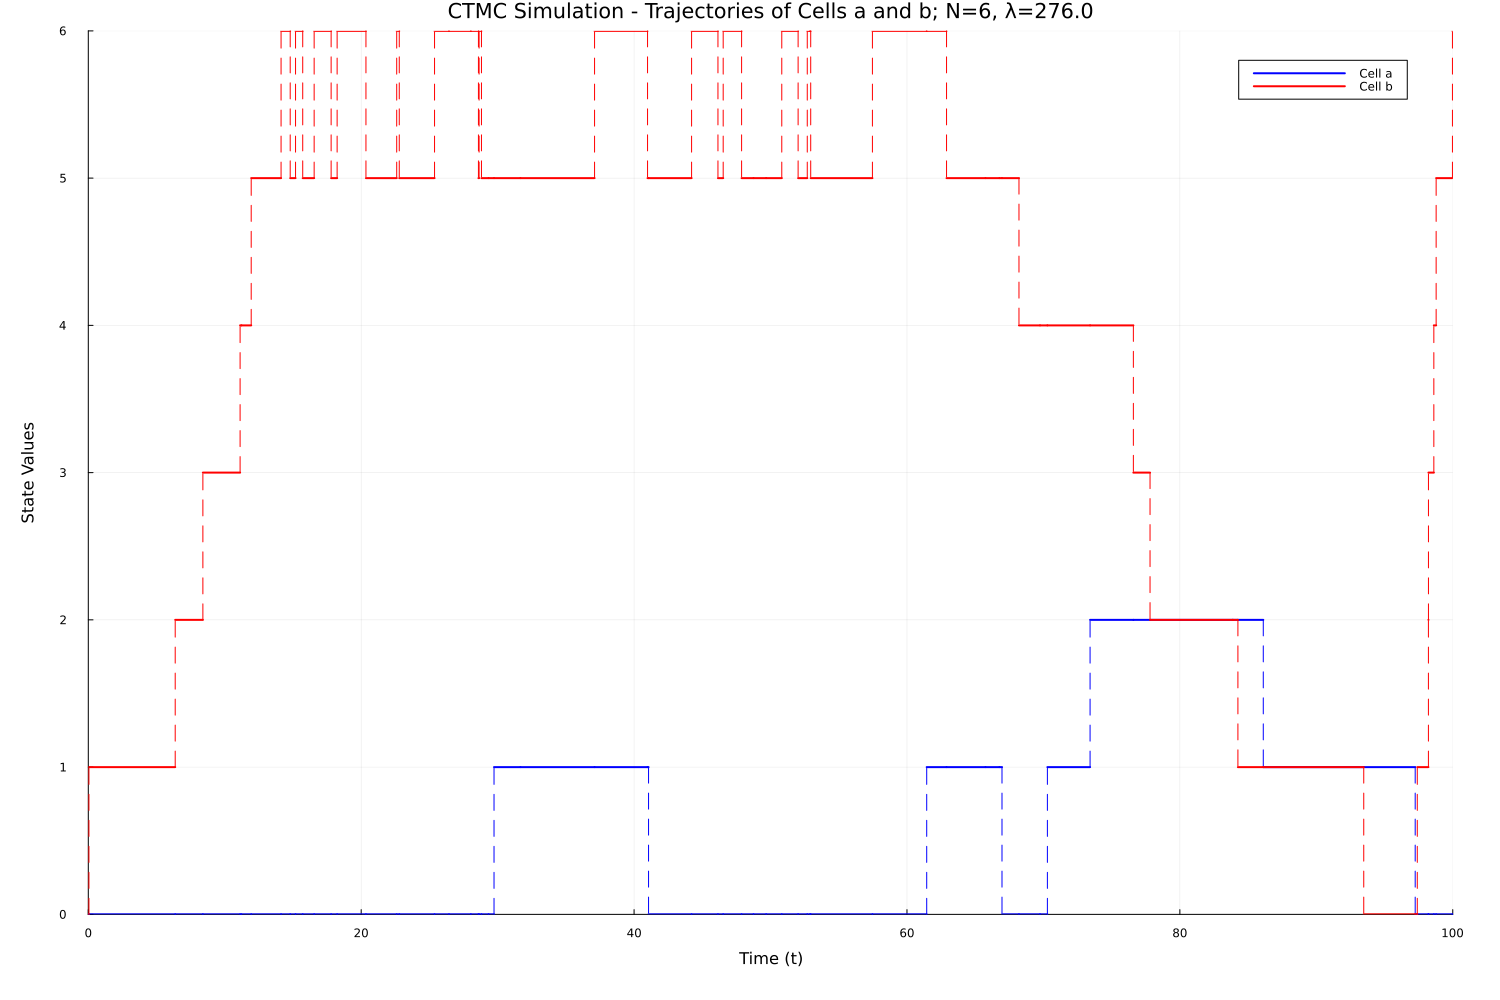 CTMC Simulation - Trajectories of Cells a and b; N=6, λ=276.0
Cell a
Cell b
State Values
6
5
4
3
2
1
0
0 20 40 60 80 100
Time (t)